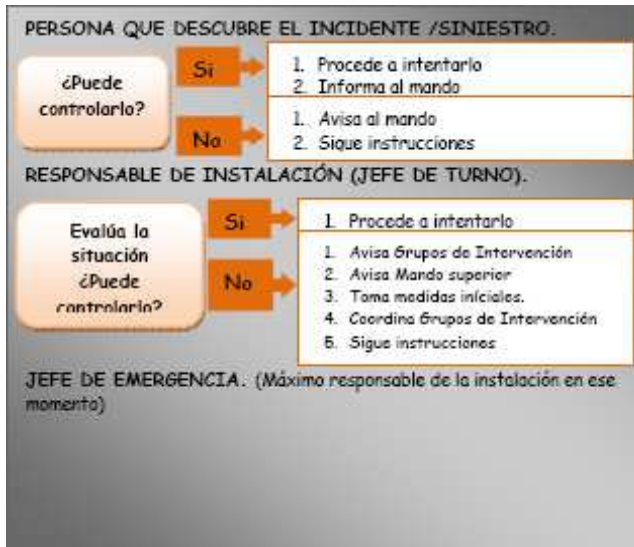 PERSONA QUE DESCUBRE EL INCIDENTE /SINIESTRO.
¿Puede
controlarlo?
Si
1. Procede a intentarlo
2. Informa al mando
No
1. Avisa al mando
2. Sigue instrucciones
RESPONSABLE DE INSTALACIÓN (JEFE DE TURNO).
Evalúa la
situación
¿Puede
controlarlo?
Si
1. Procede a intentarlo
No
1. Avisa Grupos de Intervención
2. Avisa Mando superior
3. Toma medidas iníciales.
4. Coordina Grupos de Intervención
5. Sigue instrucciones
JEFE DE EMERGENCIA. (Máximo responsable de la instalación en ese
momento)